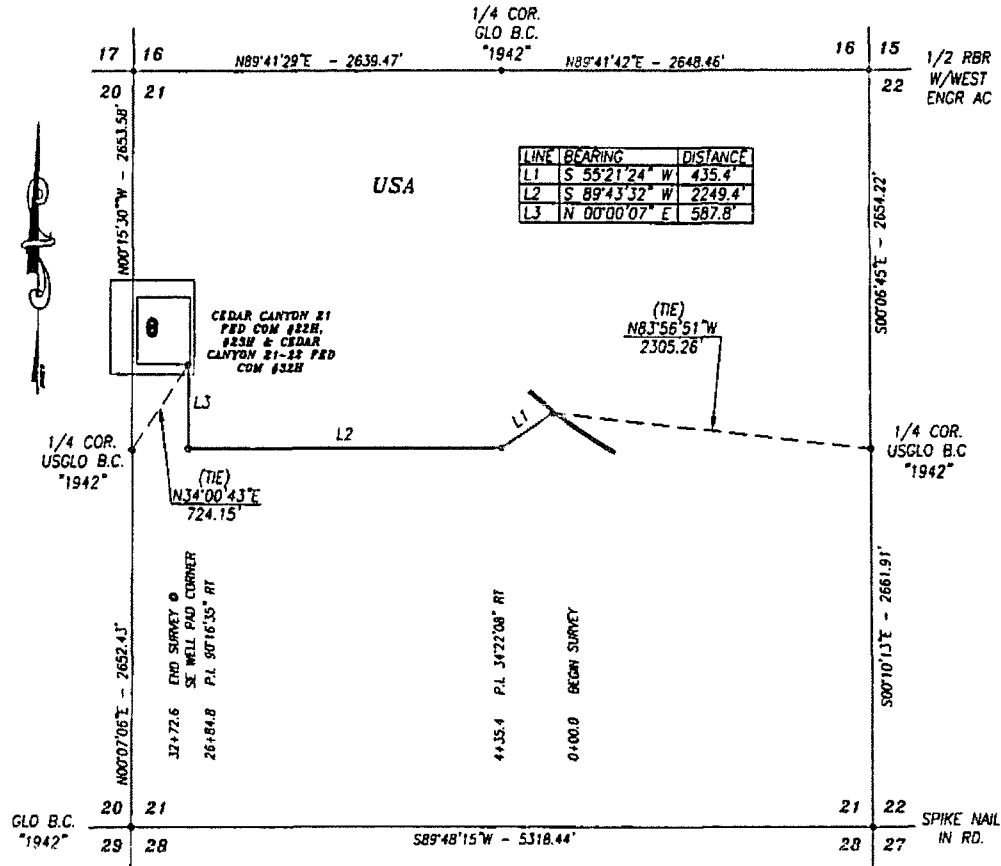 1/4 COR.
GLO B.C.
"1942"
17 16
16 15
N89°41'29"E - 2639.47'
N89°41'42"E - 2648.46'
1/2 RBR
W/WEST
ENGR AC
20 21
22
N00°15'30"W - 2653.58'
USA
LINE BEARING DISTANCE
L1 S 55°21'24" W 435.4'
L2 S 89°43'32" W 2249.4'
L3 N 00°00'07" E 587.8'
S00°06'45"E - 2654.22'
CEDAR CANYON 21
FED COM #22H,
#23H & CEDAR
CANYON 21-22 FED
COM #32H
(TIE)
N83°56'51"W
2305.26'
L3
L2
L1
1/4 COR.
USGLO B.C.
"1942"
1/4 COR.
USGLO B.C
"1942"
(TIE)
N34°00'43"E
724.15'
N00°07'06"E - 2652.43'
32+72.6 END SURVEY @
SE WELL PAD CORNER
26+84.8 P.I. 90°16'35" RT
4+35.4 P.I. 34°22'08" RT
0+00.0 BEGIN SURVEY
S00°10'13"E - 2661.91'
20 21
21 22
GLO B.C.
"1942"
29 28
S89°48'15"W - 5318.44'
28 27
SPIKE NAIL
IN RD.